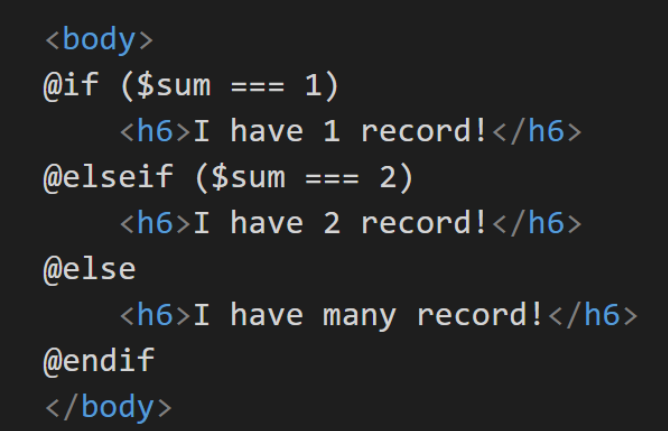 <body>
@if ($sum === 1)
    <h6>I have 1 record!</h6>
@elseif ($sum === 2)
    <h6>I have 2 record!</h6>
@else
    <h6>I have many record!</h6>
@endif
</body>